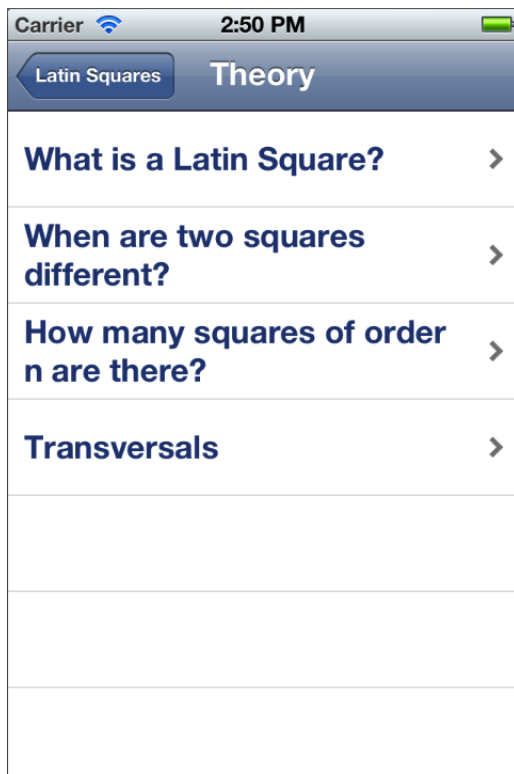 Carrier 2:50 PM
Latin Squares Theory
What is a Latin Square?
When are two squares
different?
How many squares of order
n are there?
Transversals